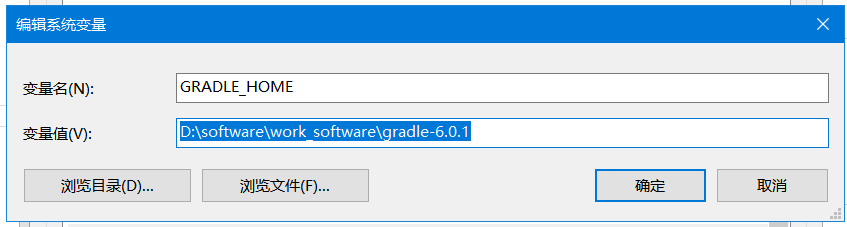 编辑系统变量
变量名(N):
GRADLE_HOME
变量值(V):
D:\software\work_software\gradle-6.0.1
浏览目录(D)...
浏览文件(F)...
确定
取消